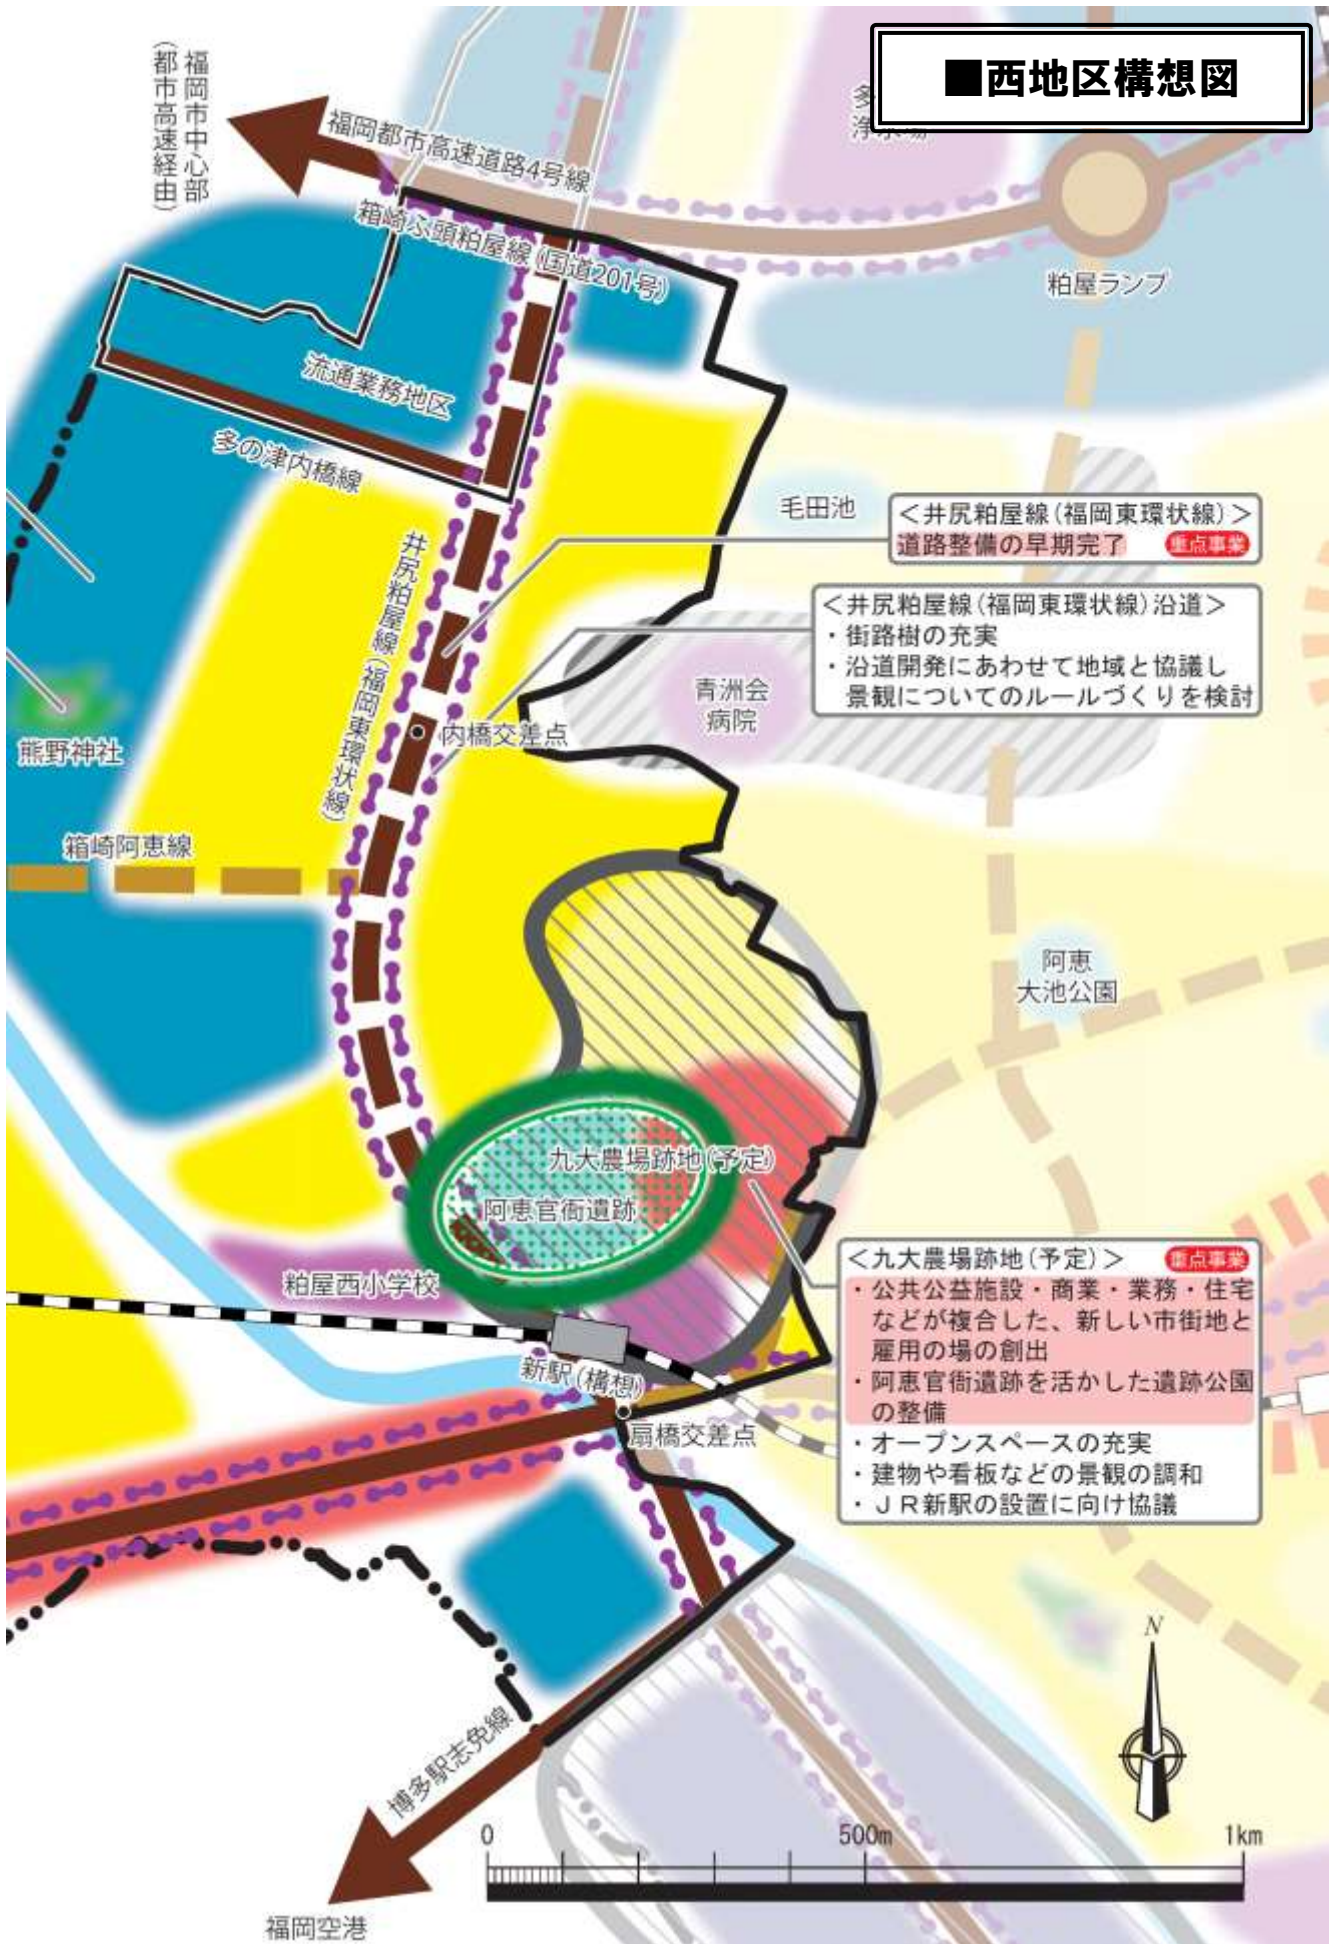 ■西地区構想図
福岡市中心部
(都市高速経由)
福岡都市高速道路4号線
箱崎ふ頭粕屋線(国道201号)
粕屋ランプ
流通業務地区
多の津内橋線
毛田池
<井尻粕屋線(福岡東環状線)>
道路整備の早期完了 重点事業
井尻粕屋線(福岡東環状線)
<井尻粕屋線(福岡東環状線)沿道>
・街路樹の充実
・沿道開発にあわせて地域と協議し
景観についてのルールづくりを検討
青洲会
病院
内橋交差点
熊野神社
箱崎阿恵線
阿恵
大池公園
九大農場跡地(予定)
阿恵官衙遺跡
粕屋西小学校
<九大農場跡地(予定)> 重点事業
・公共公益施設・商業・業務・住宅
などが複合した、新しい市街地と
雇用の場の創出
・阿恵官衙遺跡を活かした遺跡公園
の整備
・オープンスペースの充実
・建物や看板などの景観の調和
・JR新駅の設置に向け協議
新駅(構想)
扇橋交差点
N
博多駅志免線
0 500m 1km
福岡空港